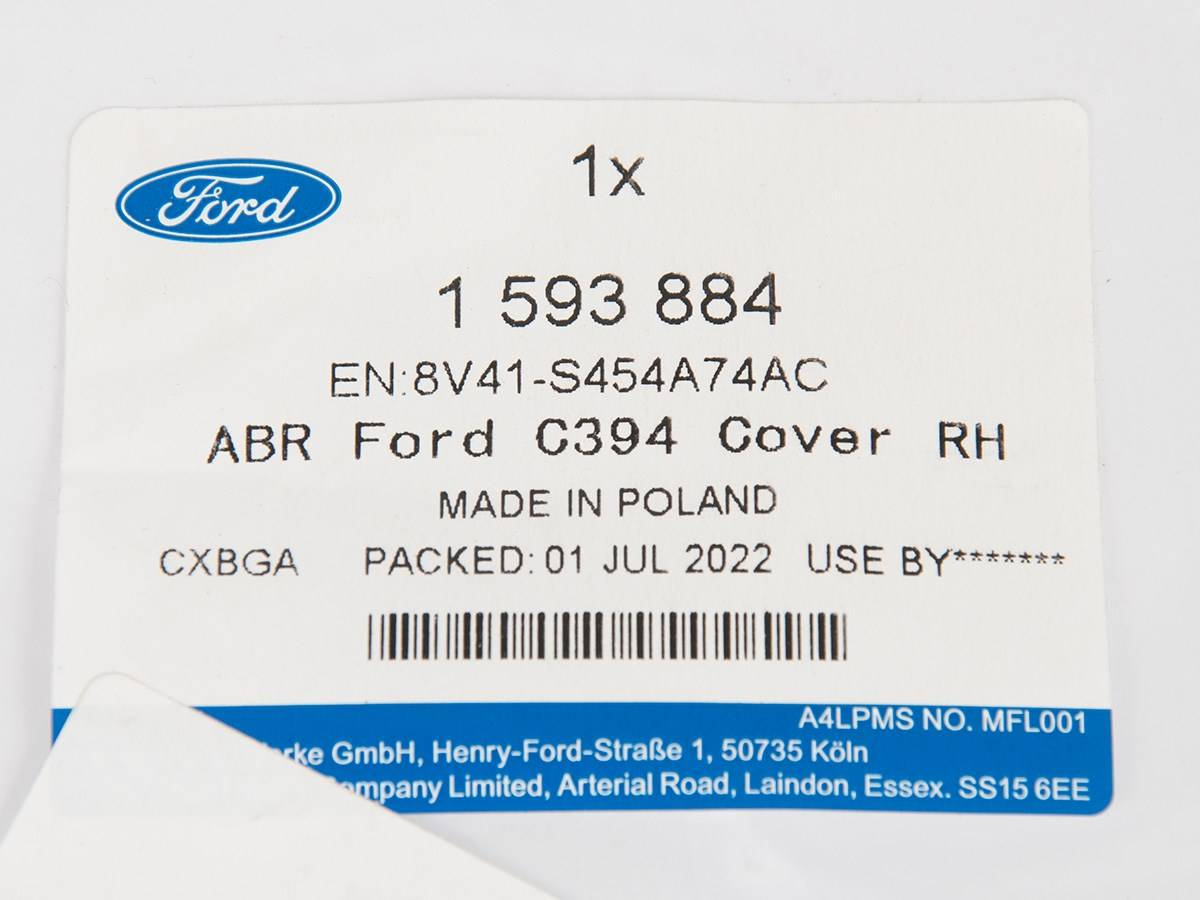 Ford
1x
1 593 884
EN:8V41-S454A74AC
ABR Ford C394 Cover RH
MADE IN POLAND
CXBGA PACKED: 01 JUL 2022 USE BY*******
A4LPMS NO. MFL001
GmbH, Henry-Ford-Straße 1, 50735 Köln
Limited, Arterial Road, Laindon, Essex. SS15 6EE